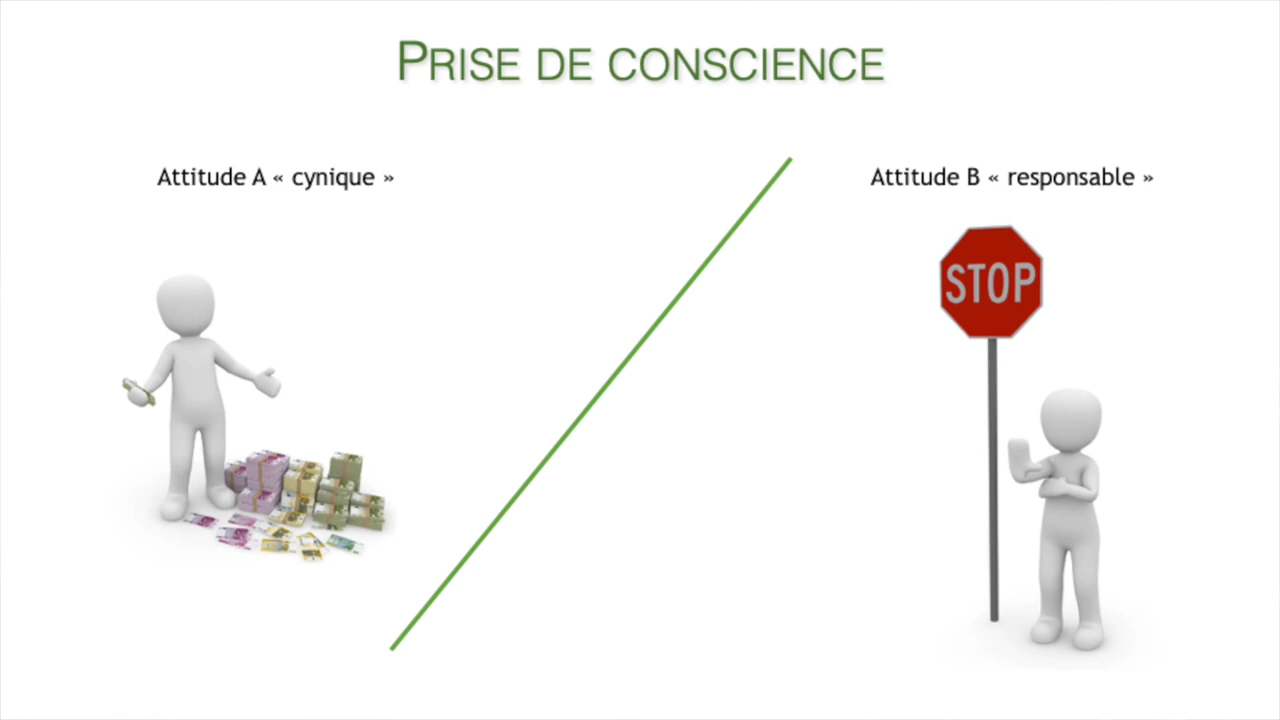 PRISE DE CONSCIENCE
Attitude A « cynique »
Attitude B « responsable »
STOP